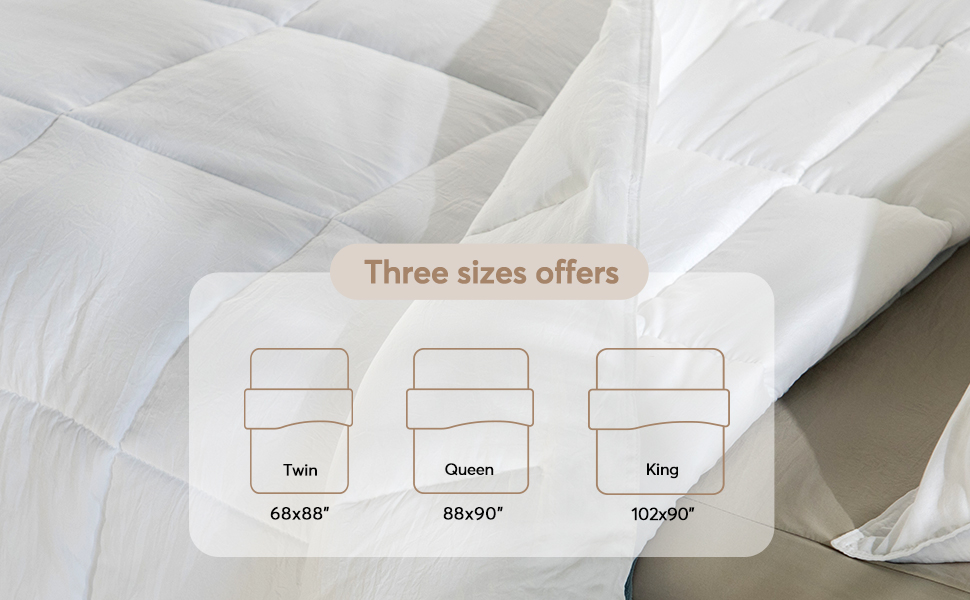 Three sizes offers
Twin
Queen
King
68x88″
88x90″
102x90″